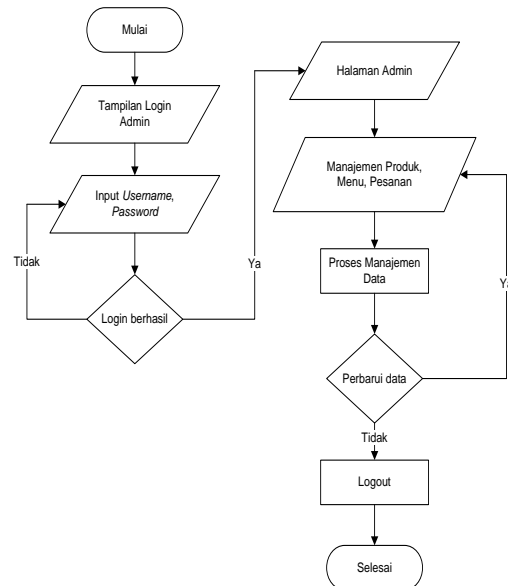 Mulai
Tampilan Login
Admin
Input Username,
Password
Tidak
Login berhasil
Ya
Halaman Admin
Manajemen Produk,
Menu, Pesanan
Proses Manajemen
Data
Perbarui data
Tidak
Logout
Selesai